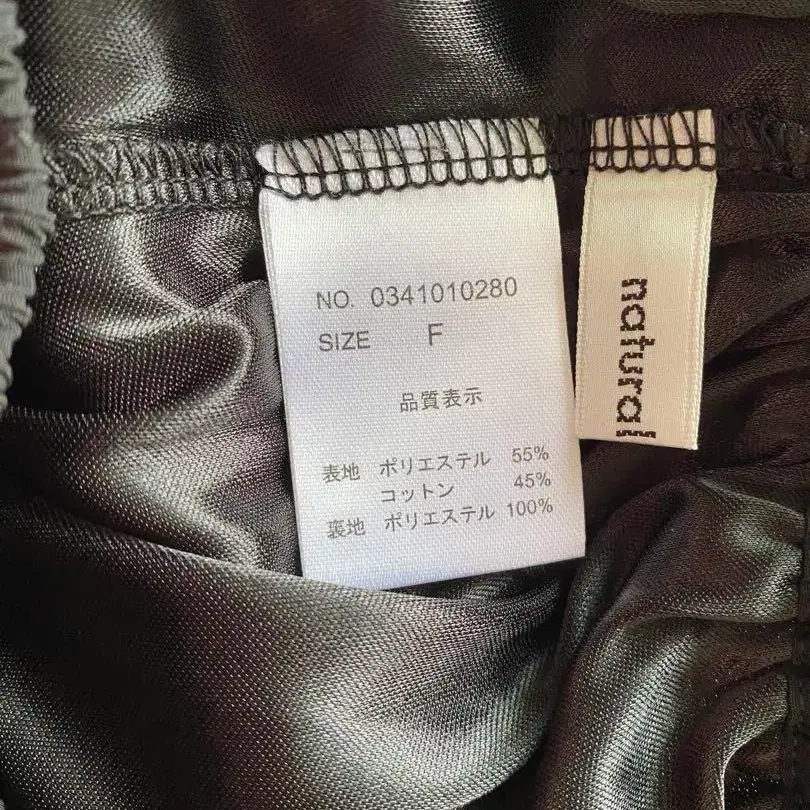 NO. 0341010280
SIZE F
品質表示
表地 ポリエステル 55%
コットン 45%
裏地 ポリエステル 100%
natural